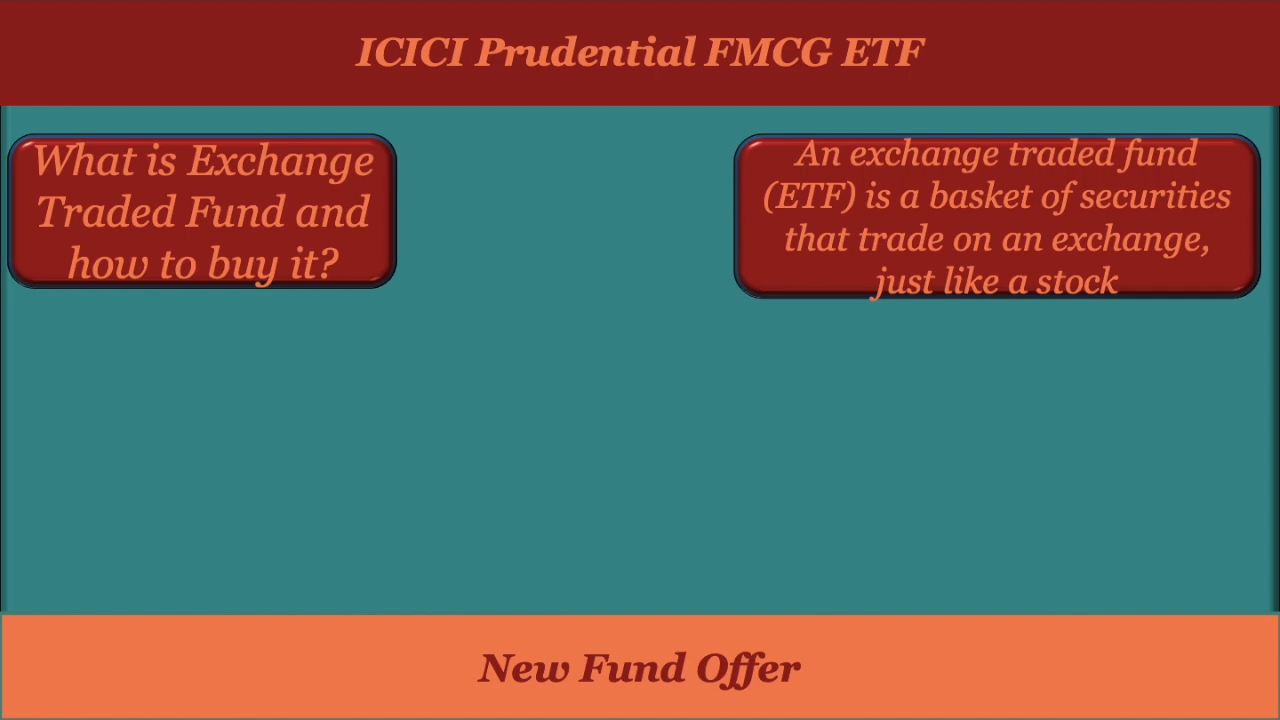 ICICI Prudential FMCG ETF
What is Exchange
Traded Fund and
how to buy it?
An exchange traded fund
(ETF) is a basket of securities
that trade on an exchange,
just like a stock
New Fund Offer